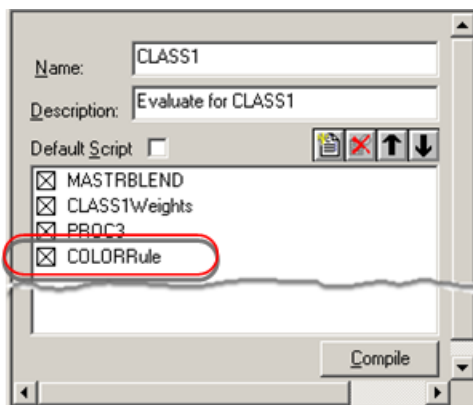 Name: CLASS1
Description: Evaluate for CLASS1
Default Script
MASTRBLEND
CLASS1Weights
PROC3
COLORRule
Compile